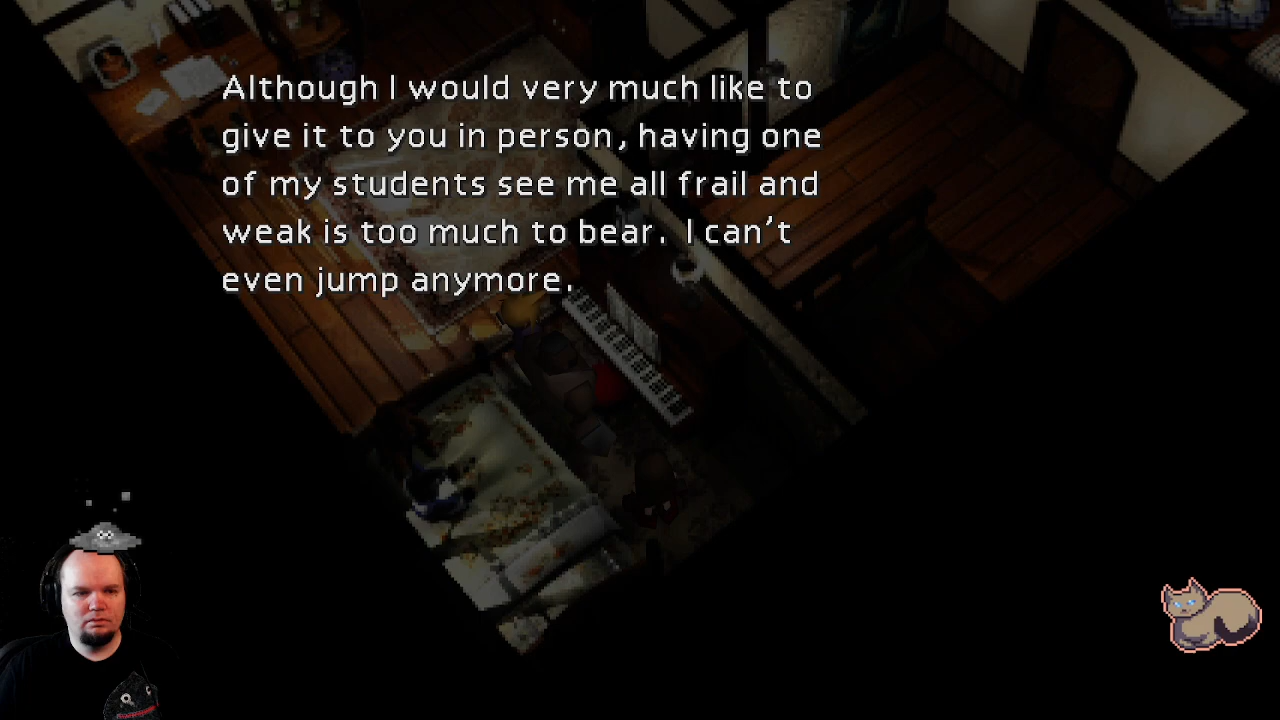 Although I would very much like to
give it to you in person, having one
of my students see me all frail and
weak is too much to bear. I can't
even jump anymore.